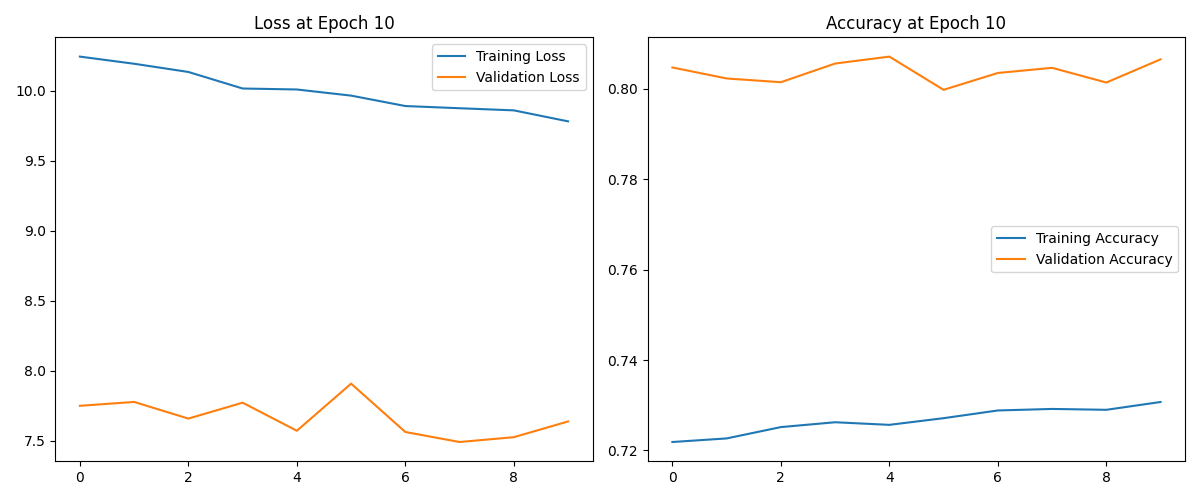 Loss at Epoch 10
Training Loss
Validation Loss
10.0
9.5
9.0
8.5
8.0
7.5
0 2 4 6 8
Accuracy at Epoch 10
0.80
0.78
0.76
0.74
0.72
Training Accuracy
Validation Accuracy
0 2 4 6 8